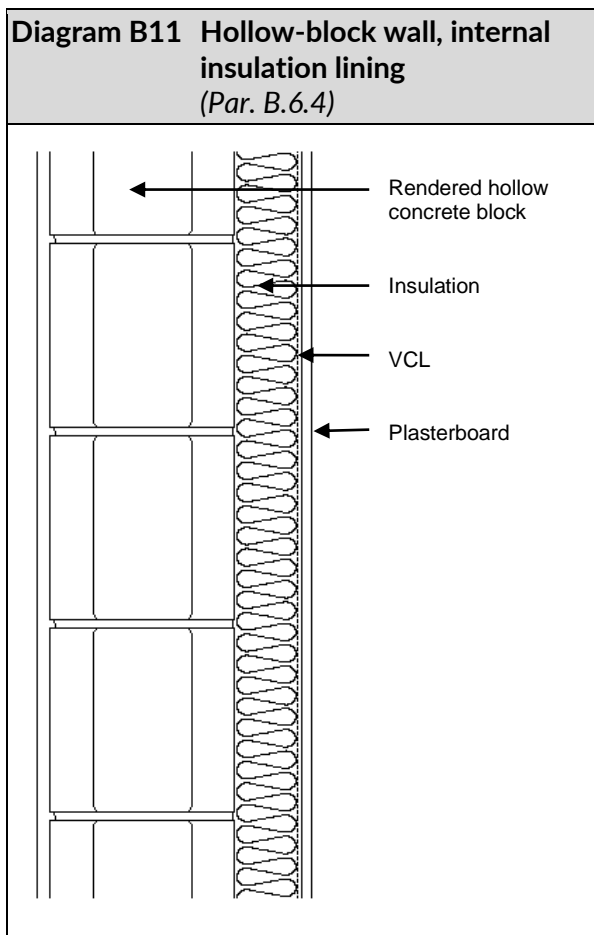 Diagram B11 Hollow-block wall, internal
insulation lining
(Par. B.6.4)
Rendered hollow
concrete block
Insulation
VCL
Plasterboard